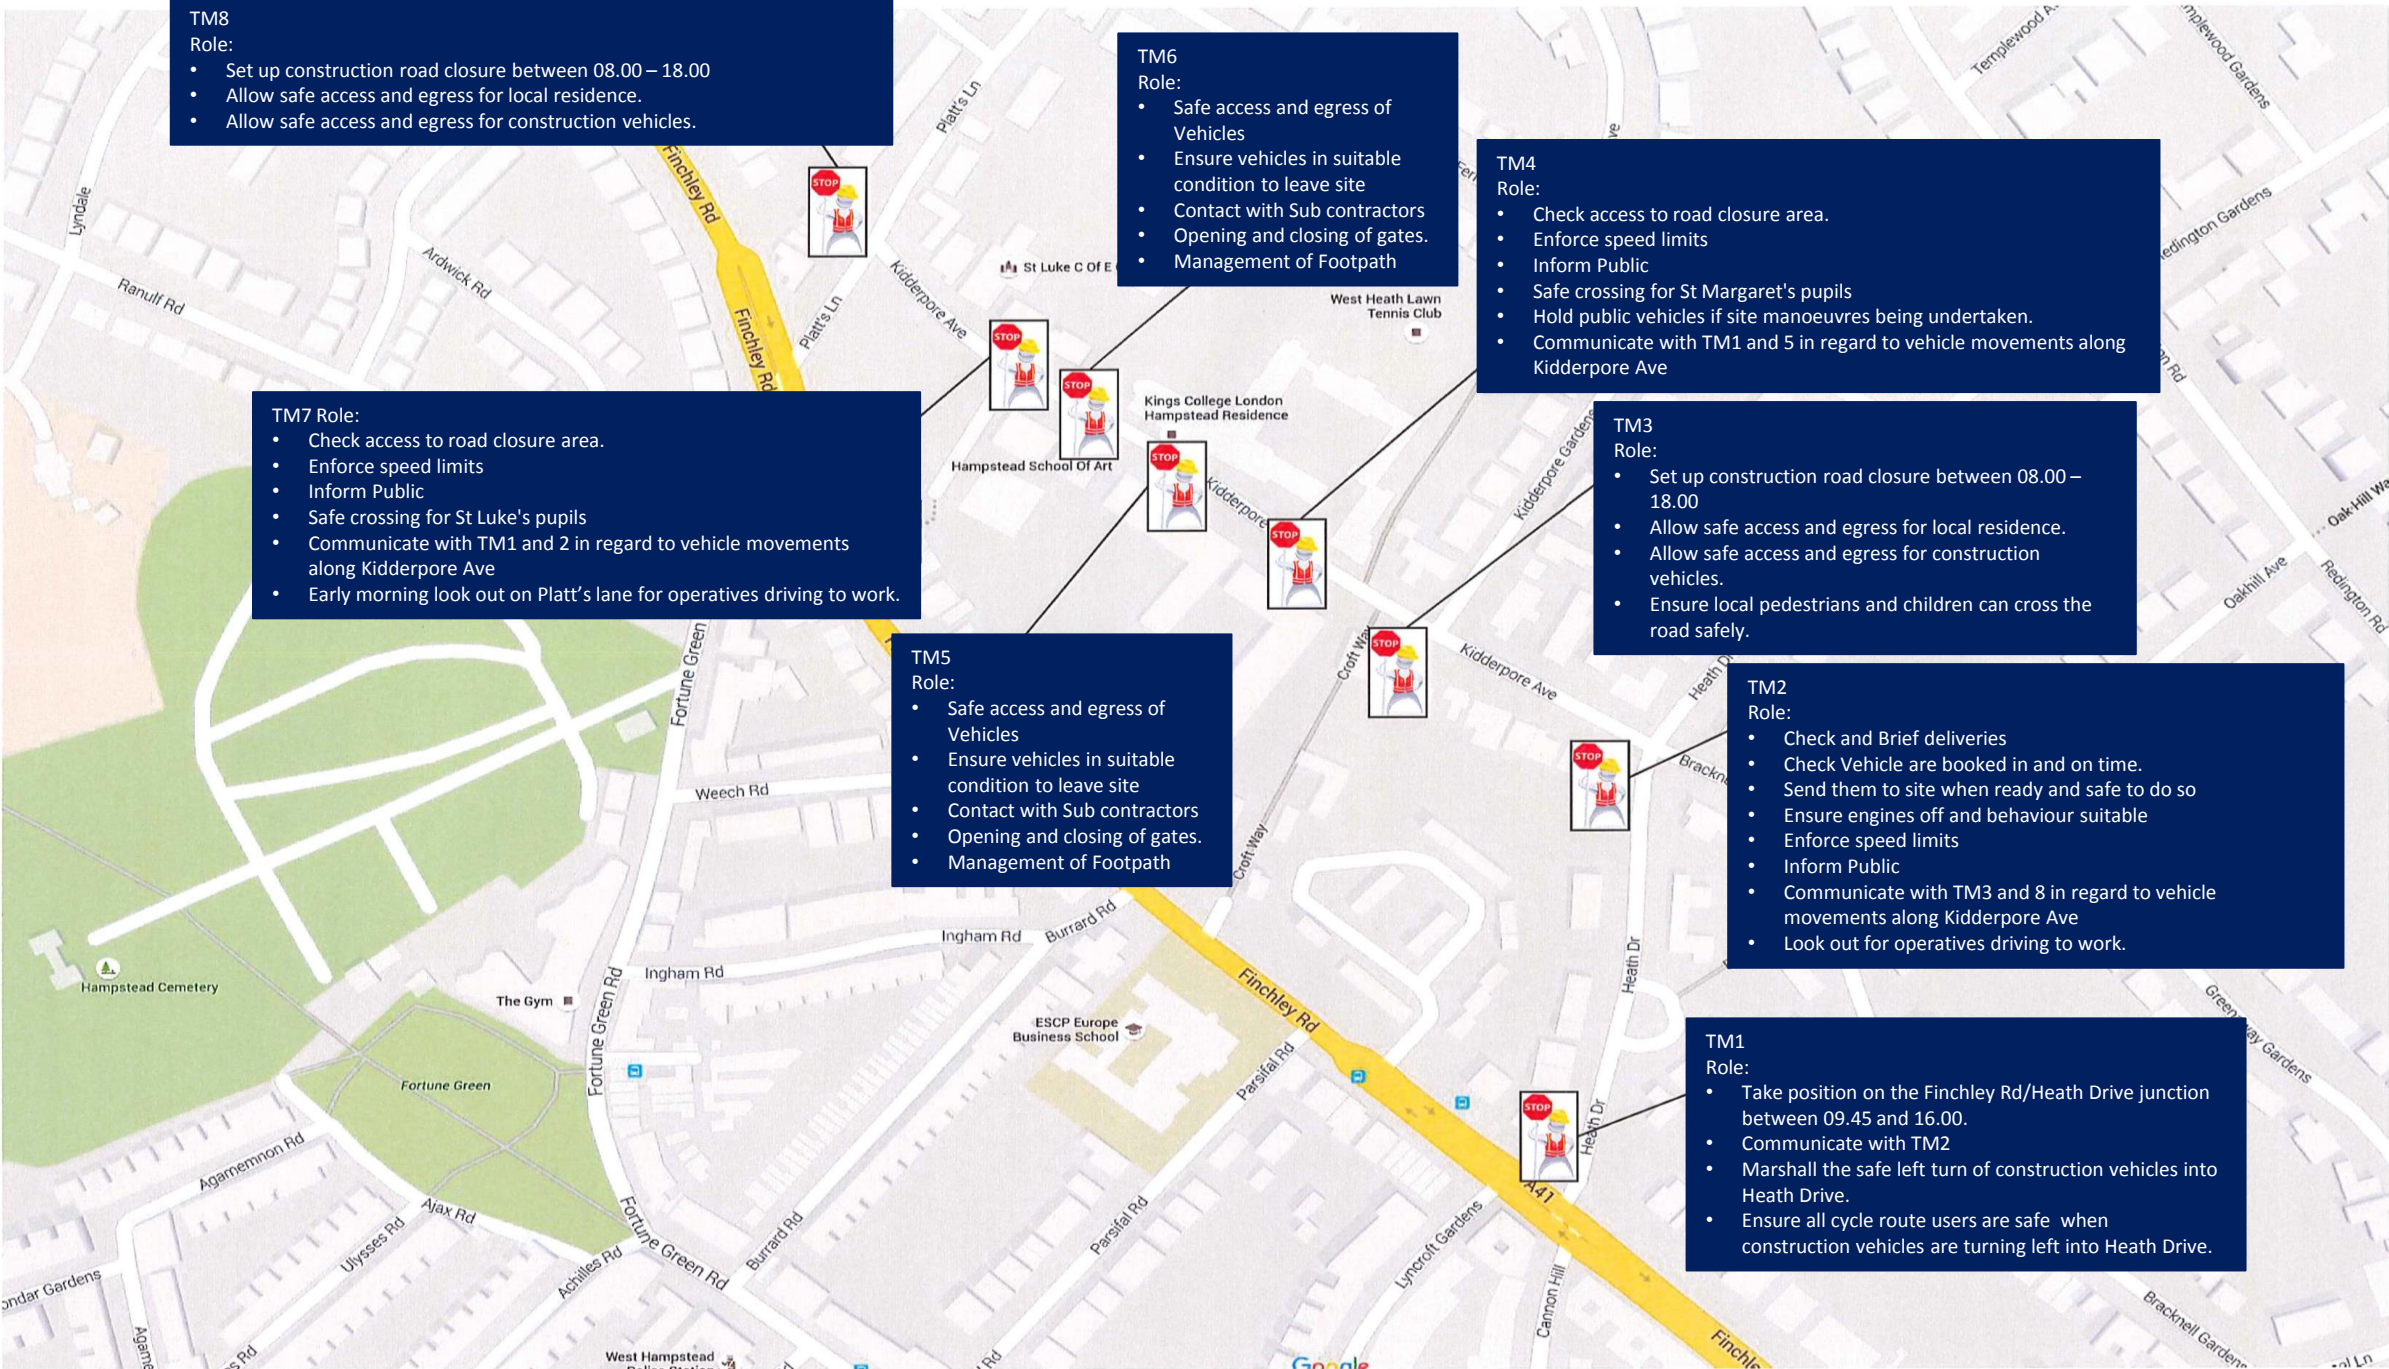 TM8
Role:
• Set up construction road closure between 08.00 – 18.00
• Allow safe access and egress for local residence.
• Allow safe access and egress for construction vehicles.
TM6
Role:
• Safe access and egress of
Vehicles
• Ensure vehicles in suitable
condition to leave site
• Contact with Sub contractors
• Opening and closing of gates.
• Management of Footpath
TM4
Role:
• Check access to road closure area.
• Enforce speed limits
• Inform Public
• Safe crossing for St Margaret's pupils
• Hold public vehicles if site manoeuvres being undertaken.
• Communicate with TM1 and 5 in regard to vehicle movements along
Kidderpore Ave
TM7 Role:
• Check access to road closure area.
• Enforce speed limits
• Inform Public
• Safe crossing for St Luke's pupils
• Communicate with TM1 and 2 in regard to vehicle movements
along Kidderpore Ave
• Early morning look out on Platt’s lane for operatives driving to work.
TM3
Role:
• Set up construction road closure between 08.00 –
18.00
• Allow safe access and egress for local residence.
• Allow safe access and egress for construction
vehicles.
• Ensure local pedestrians and children can cross the
road safely.
TM5
Role:
• Safe access and egress of
Vehicles
• Ensure vehicles in suitable
condition to leave site
• Contact with Sub contractors
• Opening and closing of gates.
• Management of Footpath
TM2
Role:
• Check and Brief deliveries
• Check Vehicle are booked in and on time.
• Send them to site when ready and safe to do so
• Ensure engines off and behaviour suitable
• Enforce speed limits
• Inform Public
• Communicate with TM3 and 8 in regard to vehicle
movements along Kidderpore Ave
• Look out for operatives driving to work.
TM1
Role:
• Take position on the Finchley Rd/Heath Drive junction
between 09.45 and 16.00.
• Communicate with TM2
• Marshall the safe left turn of construction vehicles into
Heath Drive.
• Ensure all cycle route users are safe when
construction vehicles are turning left into Heath Drive.
Templewood
Templewood Gardens
Platt's Ln
Finchley Rd
Lyndale
Ardwick Rd
Ranulf Rd
STOP
Kidderpore Ave
St Luke C Of E
West Heath Lawn
Tennis Club
Finchley Rd
Platt's Ln
STOP
STOP
Kings College London
Hampstead Residence
STOP
Hampstead School Of Art
Kidderpore
Kidderpore Gardens
Oak-Hill
Oakhill Ave
Redington Rd
STOP
STOP
Croft Way
Kidderpore Ave
Heath
Fortune Green
Weech Rd
STOP
Croft Way
Burrard Rd
Ingham Rd
Ingham Rd
Hampstead Cemetery
The Gym
Fortune Green Rd
ESCP Europe
Business School
Finchley Rd
Heath Dr
Gardens
Fortune Green
Parsifal Rd
STOP
Heath Dr
A41
Agamemnon Rd
Ajax Rd
Ulysses Rd
Achilles Rd
Fortune Green Rd
Burrard Rd
Parsifal Rd
Lyncroft Gardens
Cannon Hill
Gardens
Bracknell Gardens
West Hampstead
Google